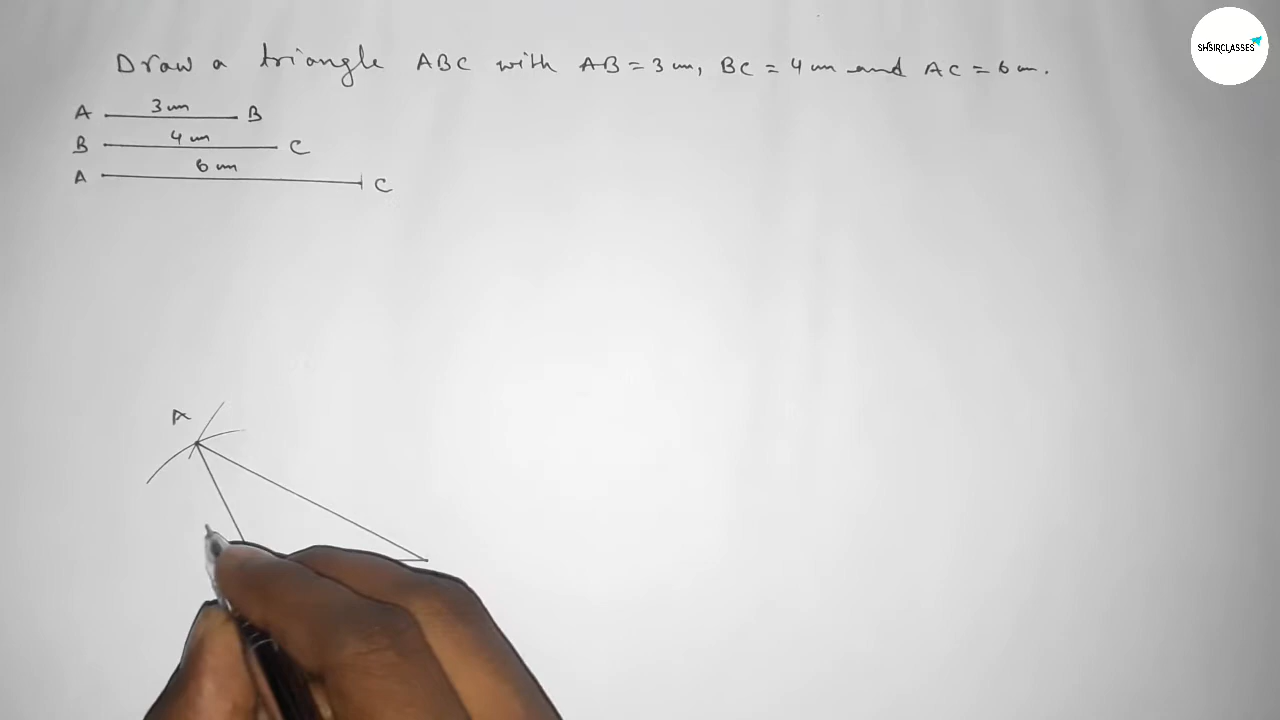 SHSIRCLASSES
Draw a triangle ABC with AB = 3 cm, BC = 4 cm and AC = 6 cm.
A 3 cm B
B 4 cm C
A 6 cm C
A